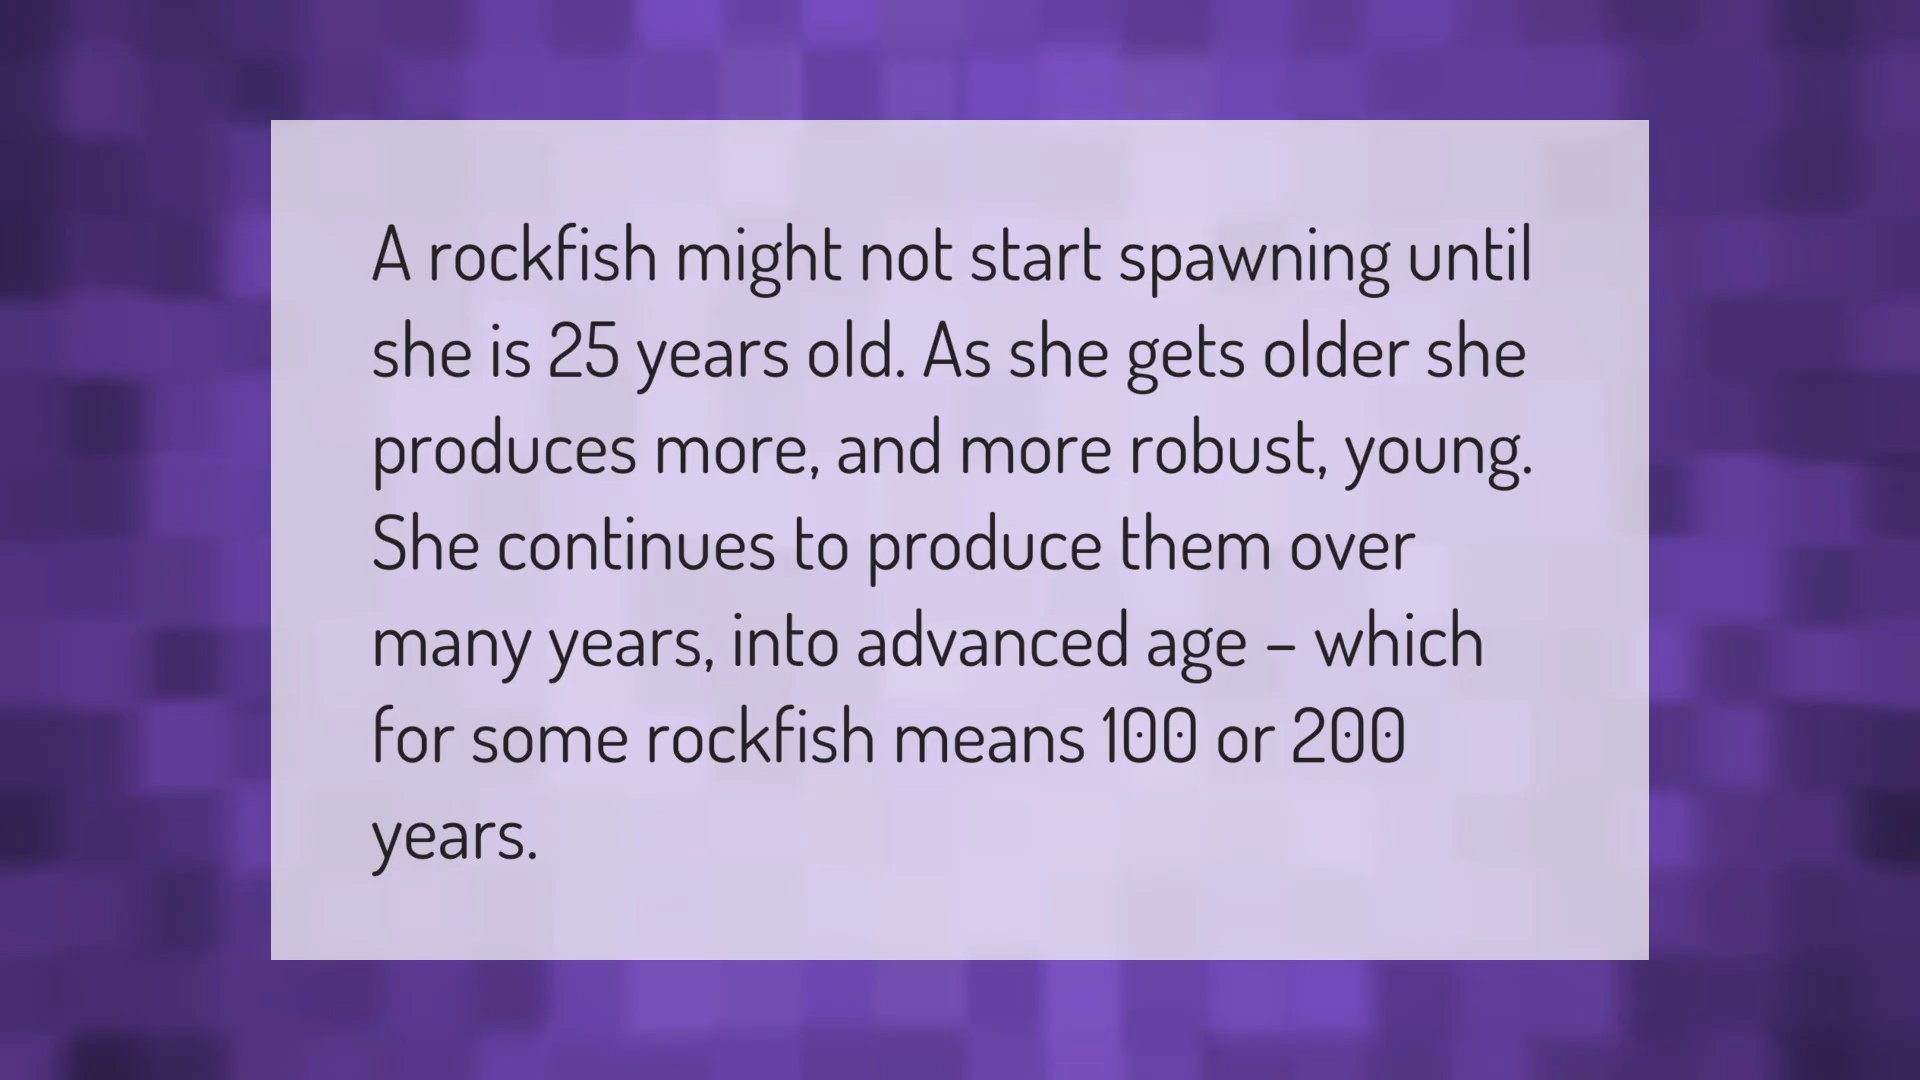 A rockfish might not start spawning until
she is 25 years old. As she gets older she
produces more, and more robust, young.
She continues to produce them over
many years, into advanced age – which
for some rockfish means 100 or 200
years.